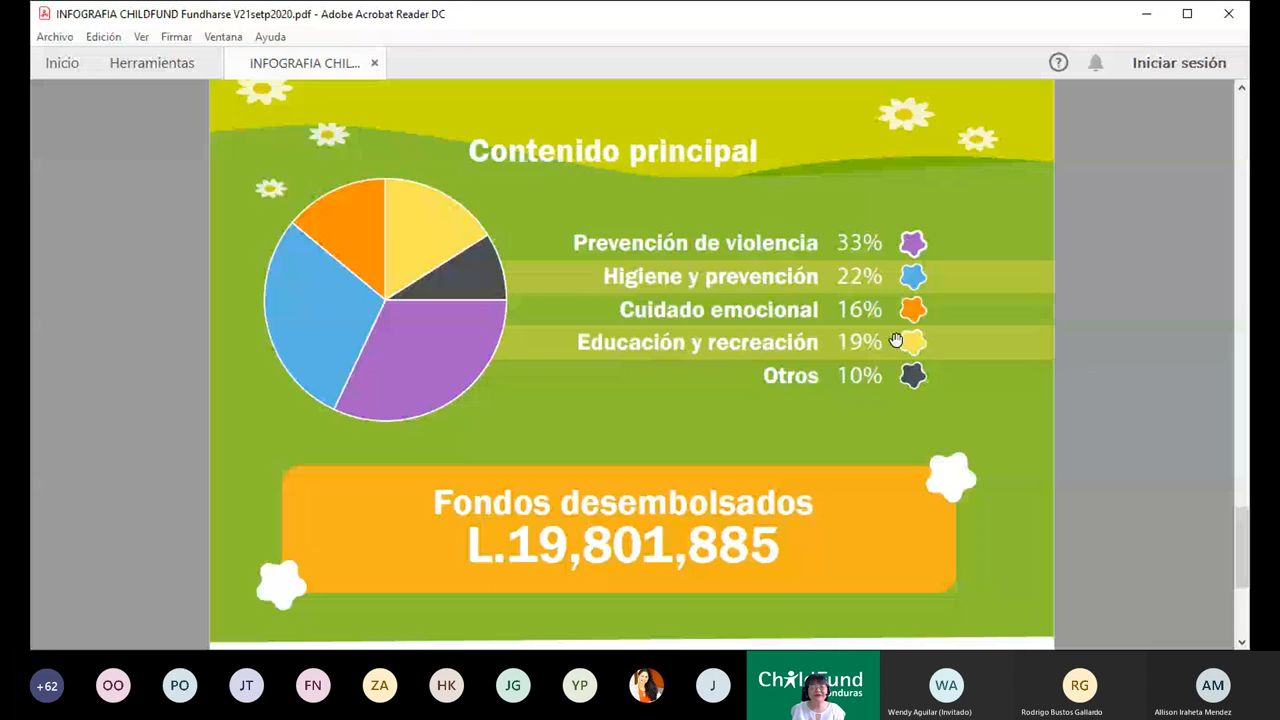 INFOGRAFIA CHILDFUND Fundharse V21setp2020.pdf - Adobe Acrobat Reader DC
Archivo Edición Ver Firmar Ventana Ayuda
Inicio Herramientas INFOGRAFIA CHIL... × Iniciar sesión
Contenido principal
Prevención de violencia 33%
Higiene y prevención 22%
Cuidado emocional 16%
Educación y recreación 19%
Otros 10%
Fondos desembolsados
L.19,801,885
+62 OO PO JT FN ZA HK JG YP J WA RG AM
ChildFund
Wendy Aguilar (Invitado) Rodrigo Bustos Gallardo Allison Iraheta Mendez